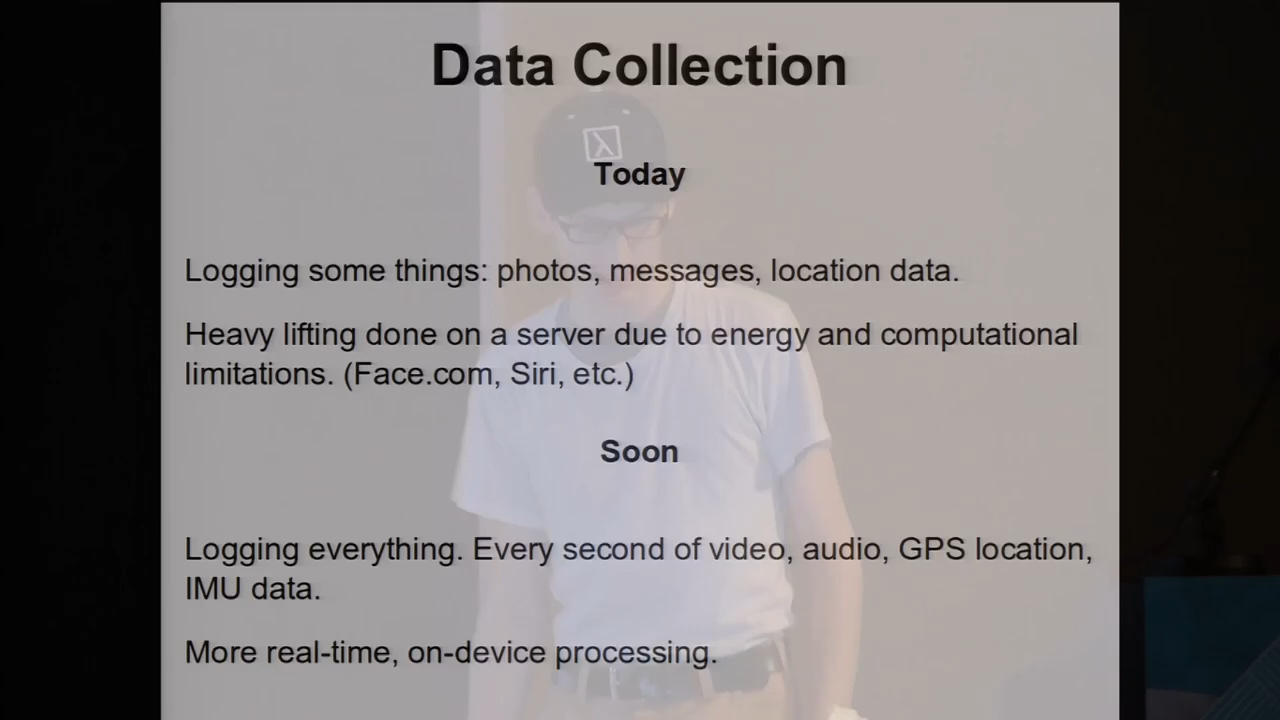 Data Collection
λ
Today
Logging some things: photos, messages, location data.
Heavy lifting done on a server due to energy and computational
limitations. (Face.com, Siri, etc.)
Soon
Logging everything. Every second of video, audio, GPS location,
IMU data.
More real-time, on-device processing.